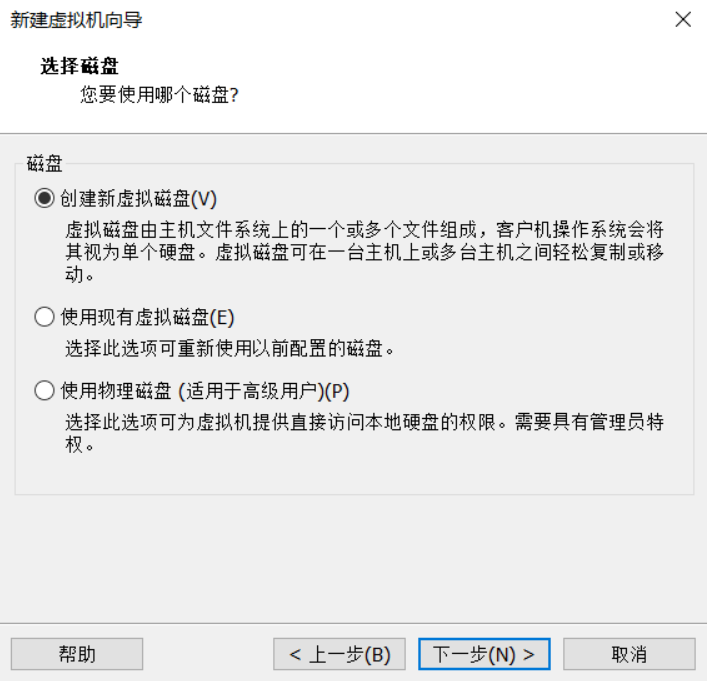 新建虚拟机向导
选择磁盘
您要使用哪个磁盘?
磁盘
创建新虚拟磁盘(V)
虚拟磁盘由主机文件系统上的一个或多个文件组成，客户机操作系统会将
其视为单个硬盘。虚拟磁盘可在一台主机上或多台主机之间轻松复制或移
动。
使用现有虚拟磁盘(E)
选择此选项可重新使用以前配置的磁盘。
使用物理磁盘 (适用于高级用户)(P)
选择此选项可为虚拟机提供直接访问本地硬盘的权限。需要具有管理员特
权。
帮助
< 上一步(B)
下一步(N) >
取消